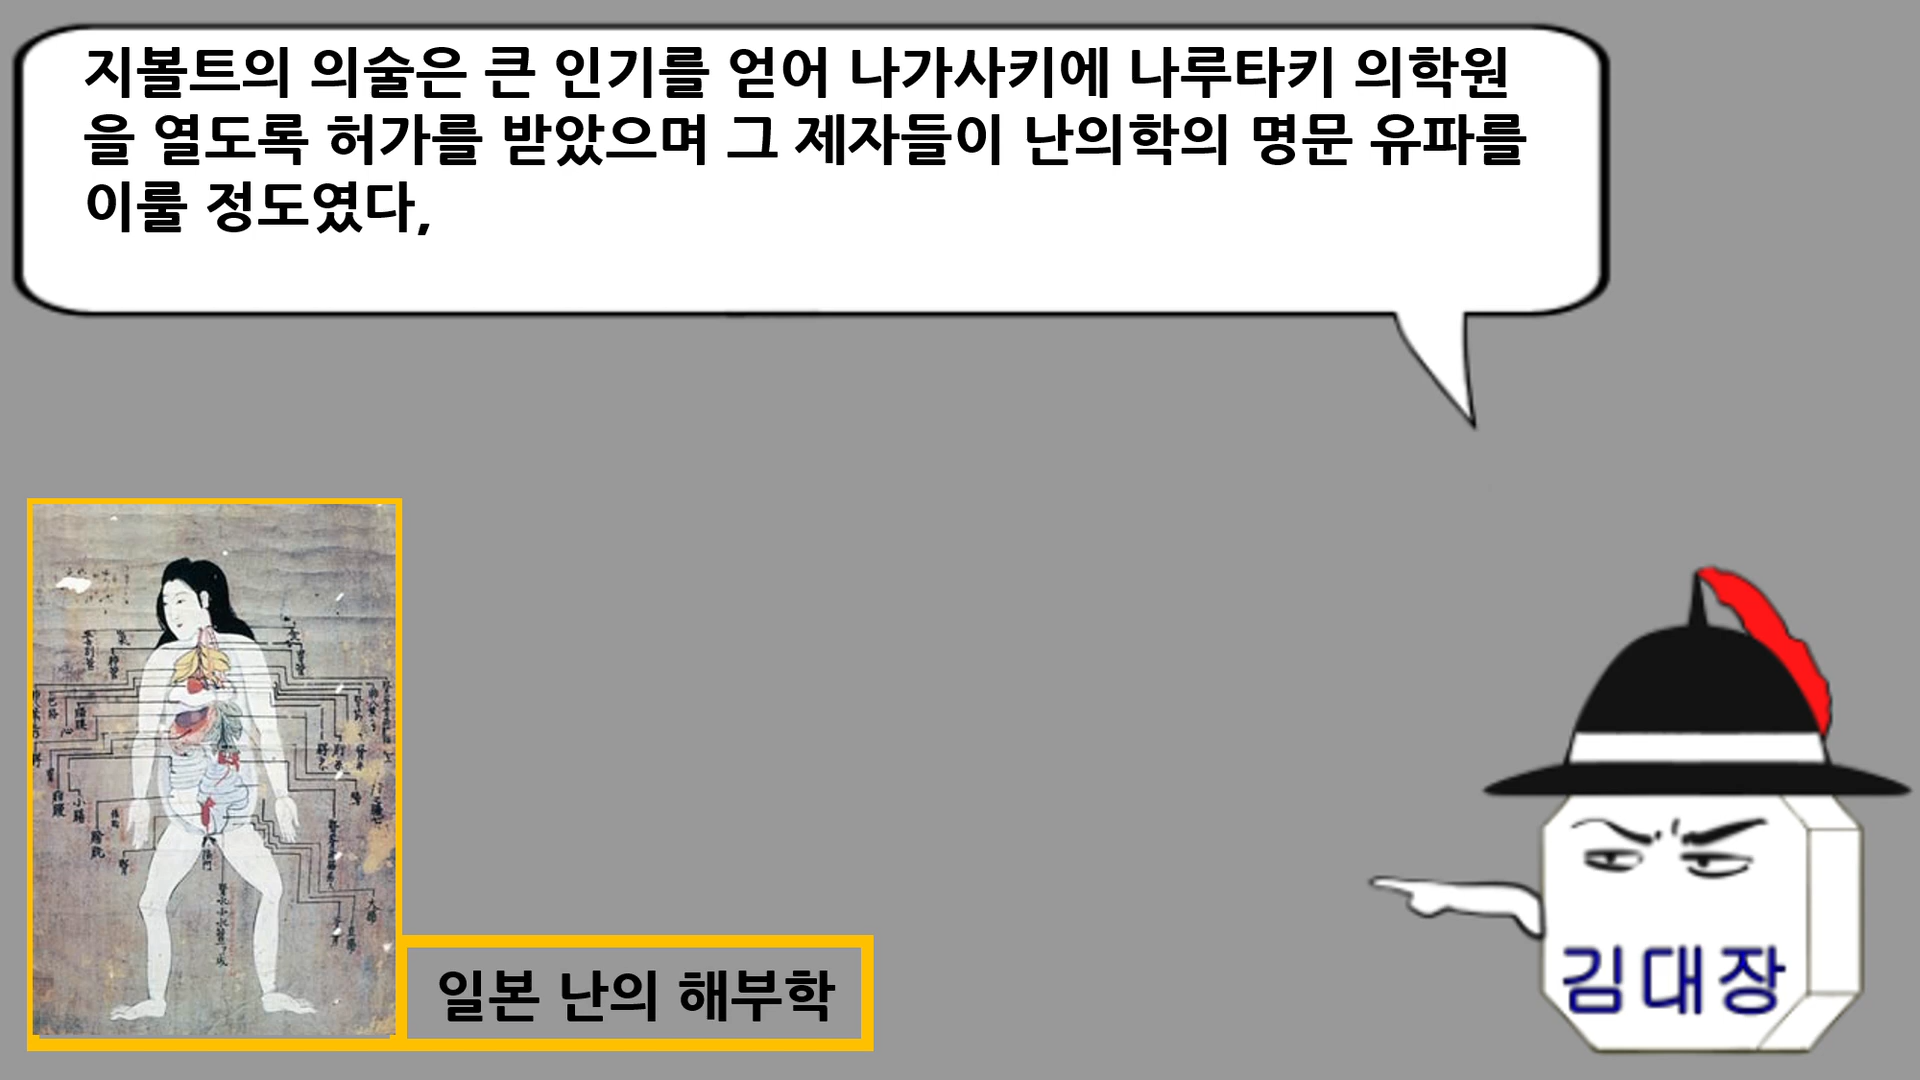 지볼트의 의술은 큰 인기를 얻어 나가사키에 나루타키 의학원
을 열도록 허가를 받았으며 그 제자들이 난의학의 명문 유파를
이룰 정도였다,
일본 난의 해부학
김대장